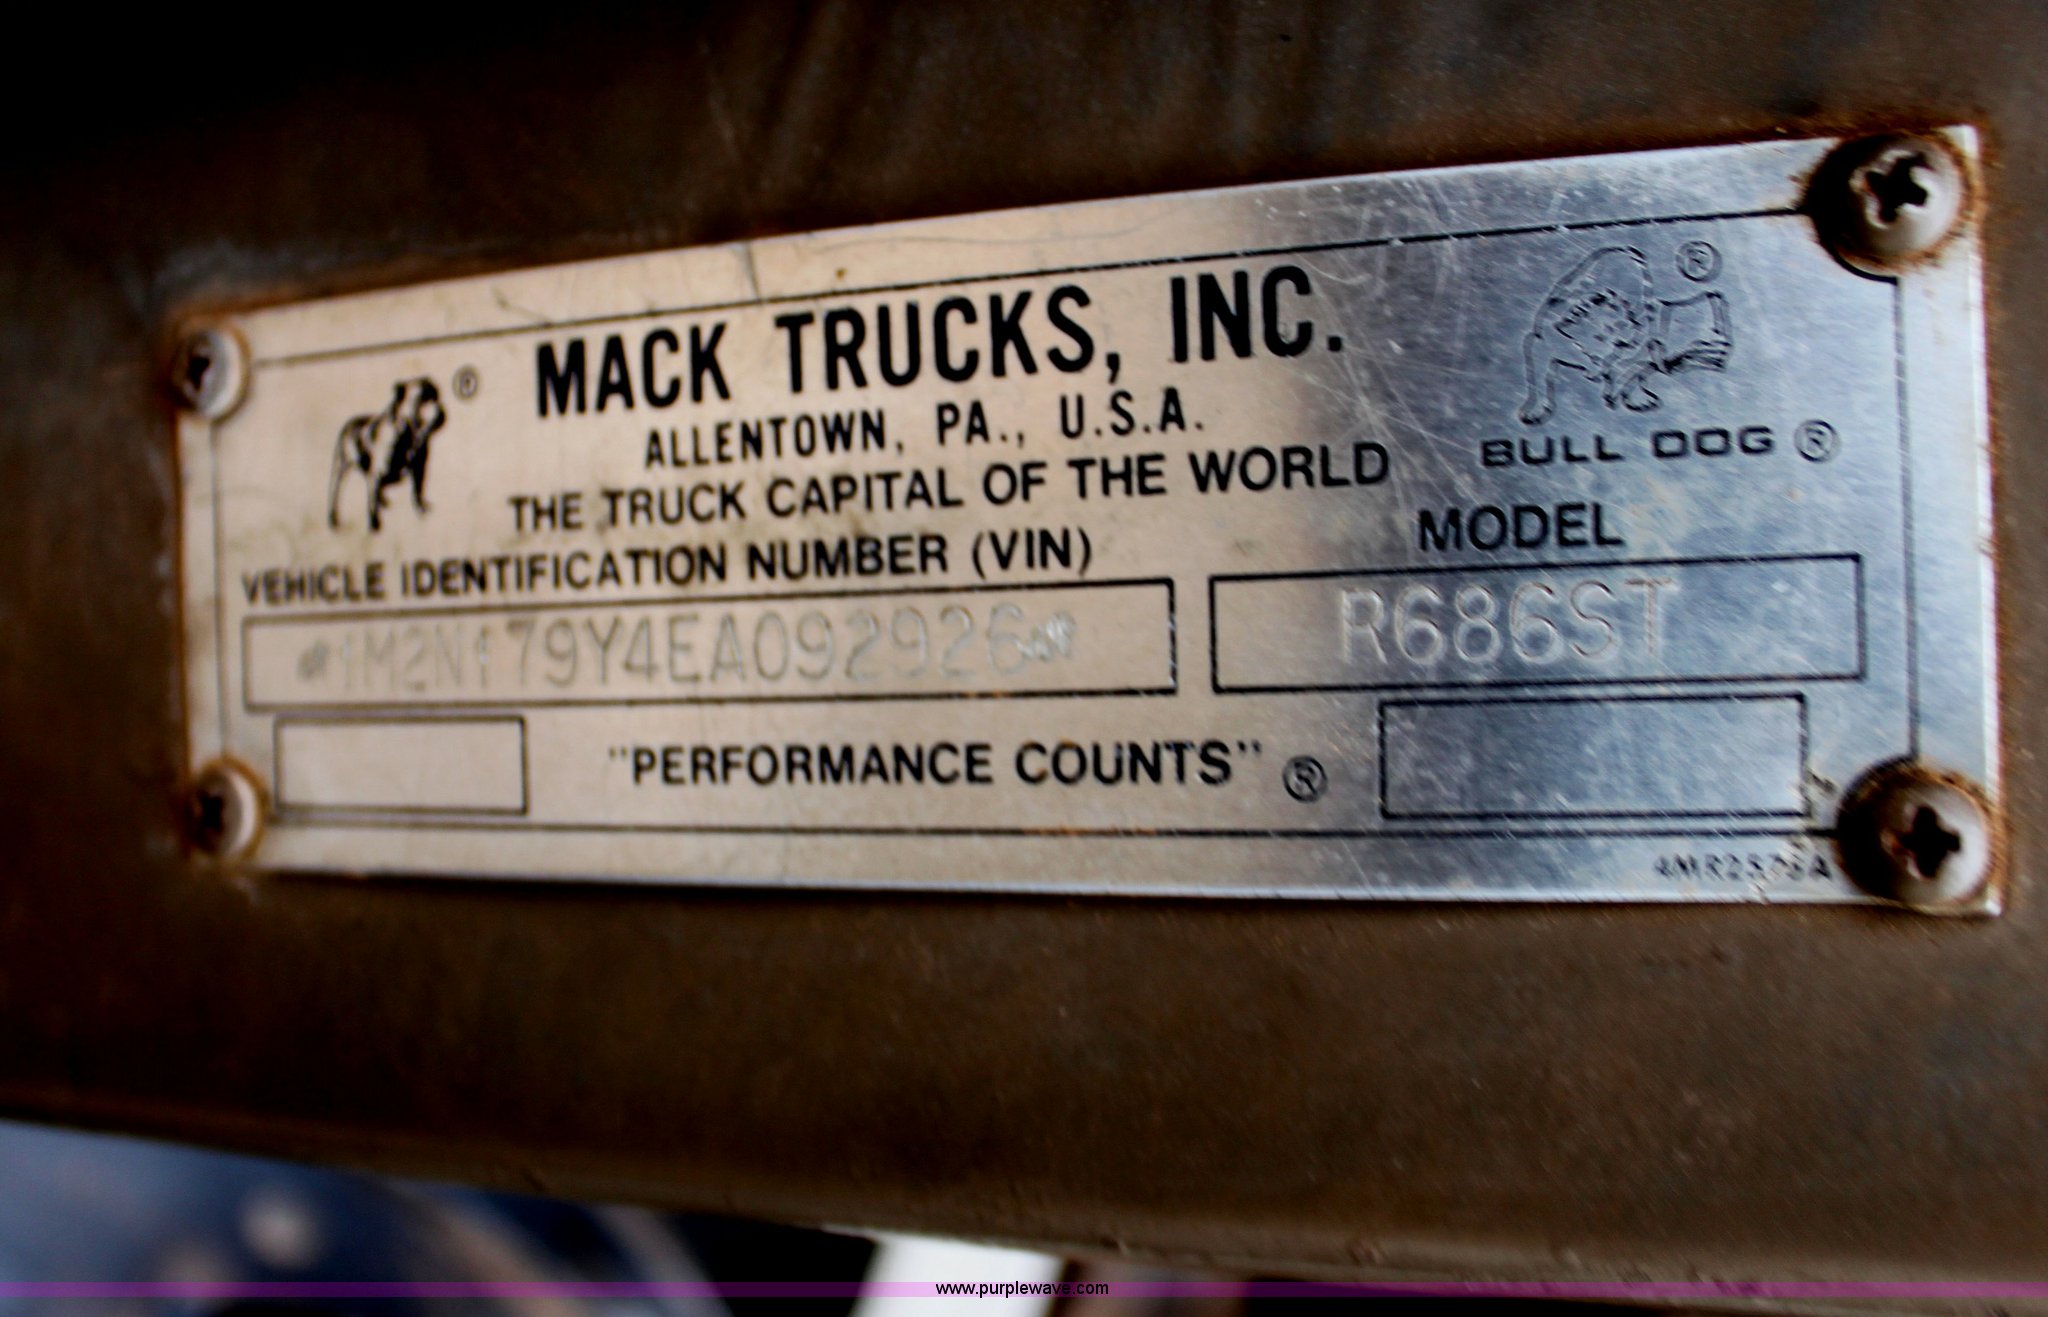 ®
MACK TRUCKS, INC.
ALLENTOWN, PA., U.S.A.
THE TRUCK CAPITAL OF THE WORLD
®
BULL DOG ®
VEHICLE IDENTIFICATION NUMBER (VIN)
MODEL
*1M2N179Y4EA092926*
R686ST
"PERFORMANCE COUNTS" ®
www.purplewave.com